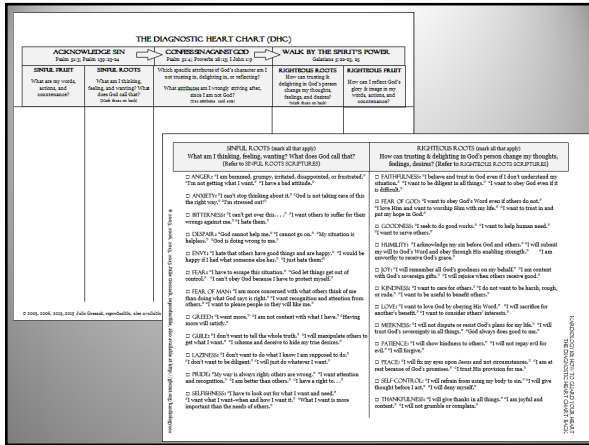 THE DIAGNOSTIC HEART CHART (DHC)
ACKNOWLEDGE SIN
Psalm 51:3; Psalm 139:23-24
CONFESS SIN AGAINST GOD
Psalm 51:4; Proverbs 28:13; I John 1:9
WALK BY THE SPIRIT'S POWER
Galatians 5:22-23, 25
SINFUL FRUIT
What are my words,
actions, and
countenance?
SINFUL ROOTS
What am I thinking,
feeling, and wanting? What
does God call that?
(Mark those on back)
Which specific attributes of God's character am I
not trusting in, delighting in, or reflecting?
What attributes am I wrongly striving after,
since I am not God?
RIGHTEOUS ROOTS
How can trusting &
delighting in God's person
change my thoughts,
feelings, and desires?
(Mark those on back)
RIGHTEOUS FRUIT
How can I reflect God's
glory & image in my
words, actions, and
countenance?
SINFUL ROOTS (mark all that apply)
What I am thinking, feeling, wanting? What does God call that?
(Refer to SINFUL ROOTS SCRIPTURES)
□ ANGER: "I am bummed, grumpy, irritated, disappointed, or frustrated."
"I'm not getting what I want." "I have a bad attitude."
□ ANXIETY: "I can't stop thinking about it." "God is not taking care of this
the right way." "I'm stressed out!"
□ BITTERNESS: "I can't get over this. . . ." "I want others to suffer for their
wrongs against me." "I hate them."
□ DESPAIR: "God cannot help me." "I cannot go on." "My situation is
helpless." "God is doing wrong to me."
□ ENVY: "I hate that others have good things and are happy." "I would be
happy if I had what someone else has." "I just hate them!"
□ FEAR: "I have to escape this situation." "God let things get out of
control." "I can't obey God because I have to protect myself."
□ FEAR OF MAN: "I am more concerned with what others think of me
than doing what God says is right." "I want recognition and attention from
others." "I want to please people so they will like me."
□ GREED: "I want more." "I am not content with what I have." "Having
more will satisfy."
□ GUILE: "I don't want to tell the whole truth." "I will manipulate others to
get what I want." "I scheme and deceive to hide my true desires."
□ LAZINESS: "I don't want to do what I know I am supposed to do."
"I don't want to be diligent." "I will just do whatever I want."
□ PRIDE: "My way is always right; others are wrong." "I want attention
and recognition." "I am better than others." "I have a right to. . ."
□ SELFISHNESS: "I have to look out for what I want and need."
"I want what I want—when and how I want it." "What I want is more
important than the needs of others."
RIGHTEOUS ROOTS (mark all that apply)
How can trusting & delighting in God's person change my thoughts,
feelings, desires? (Refer to RIGHTEOUS ROOTS SCRIPTURES)
□ FAITHFULNESS: "I believe and trust in God even if I don't understand my
situation." "I want to be diligent in all things." "I want to obey God even if it
is difficult."
□ FEAR OF GOD: "I want to obey God's Word even if others do not."
"I love Him and want to worship Him with my life." "I want to trust in and
put my hope in God."
□ GOODNESS: "I seek to do good works." "I want to help human need."
"I want to serve others."
□ HUMILITY: "I acknowledge my sin before God and others." "I will submit
my will to God's Word and obey through His enabling strength." "I am
unworthy to receive God's grace."
□ JOY: "I will remember all God's goodness on my behalf." "I am content
with God's sovereign gifts." "I will rejoice when others receive good."
□ KINDNESS: "I want to care for others." "I do not want to be harsh, rough,
or rude." "I want to be useful to benefit others."
□ LOVE: "I want to love God by obeying His Word." "I will sacrifice for
another's benefit." "I want to consider others' interests."
□ MEEKNESS: "I will not dispute or resist God's plans for my life." "I will
trust God's sovereignty in all things." "God always does good to me."
□ PATIENCE: "I will show kindness to others." "I will not repay evil for
evil." "I will forgive."
□ PEACE: "I will fix my eyes upon Jesus and not circumstances." "I am at
rest because of God's promises." "I trust His provision for me."
□ SELF-CONTROL: "I will refrain from using my body to sin." "I will give
thought before I act." "I will deny myself."
□ THANKFULNESS: "I will give thanks in all things." "I am joyful and
content." "I will not grumble or complain."
THE DIAGNOSTIC HEART CHART-BACK